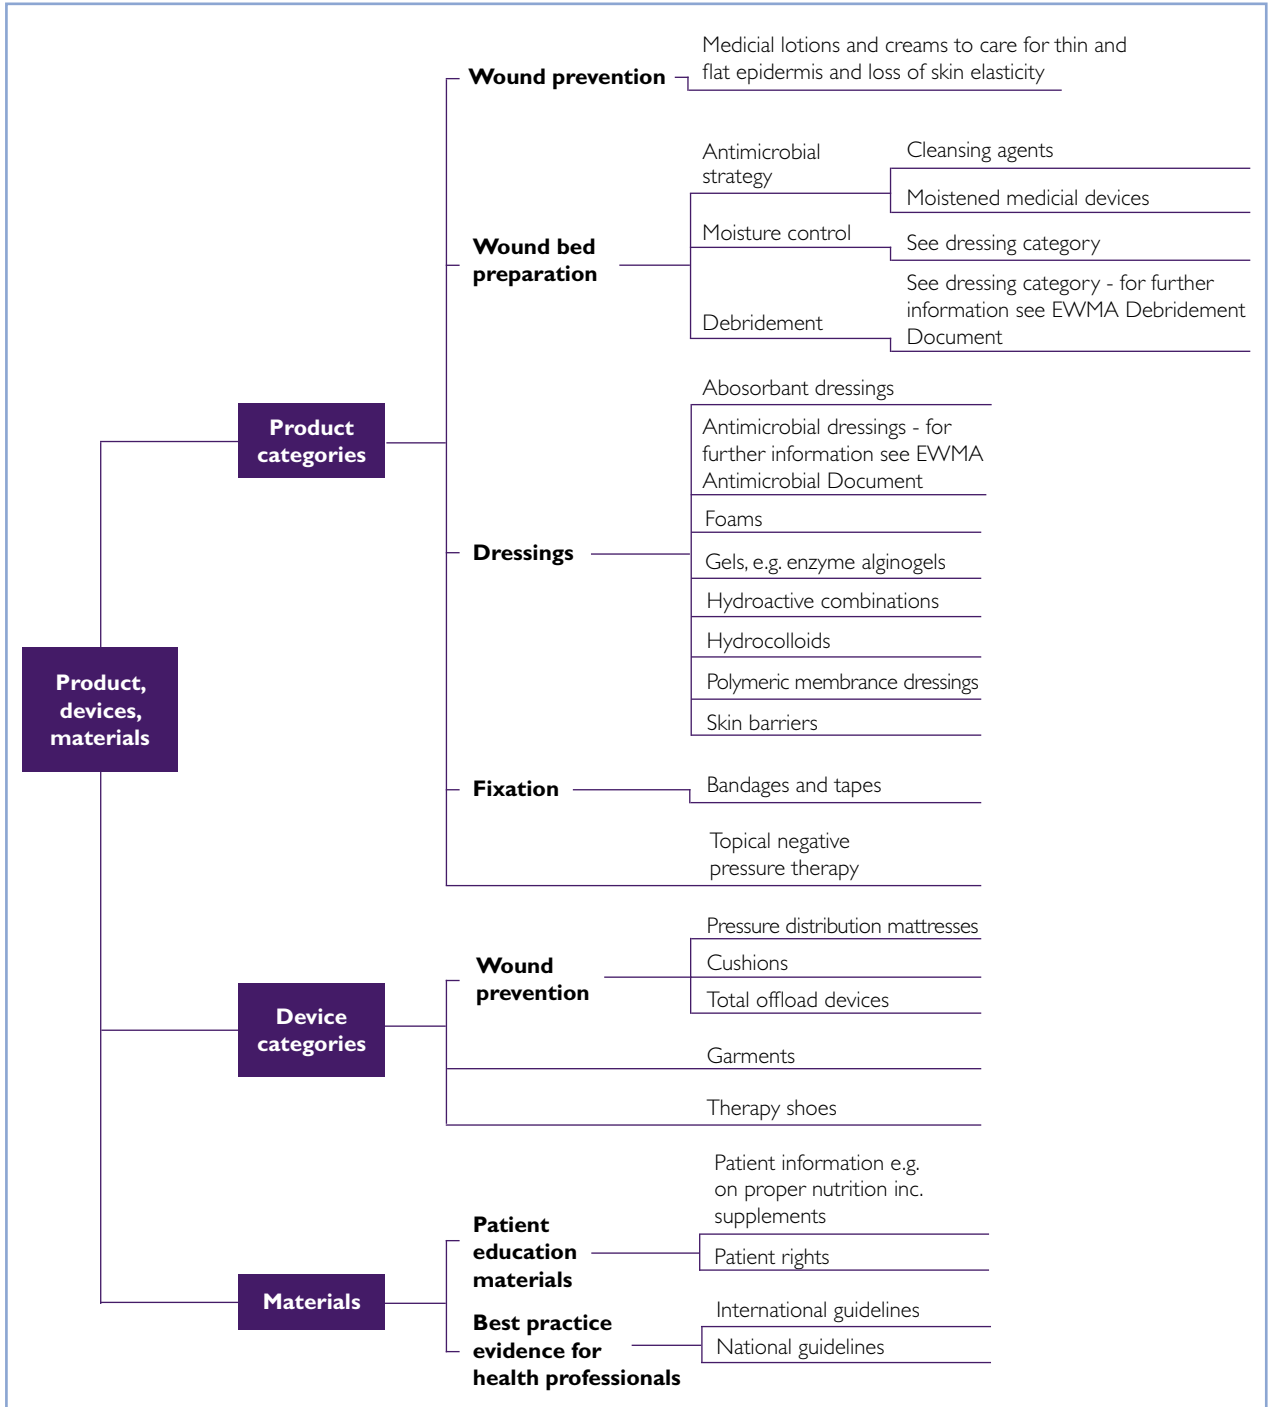 Medicial lotions and creams to care for thin and
flat epidermis and loss of skin elasticity
Wound prevention
Antimicrobial
strategy
Cleansing agents
Moistened medicial devices
Moisture control
See dressing category
Wound bed
preparation
See dressing category - for further
information see EWMA Debridement
Document
Debridement
Product
categories
Abosorbant dressings
Antimicrobial dressings - for
further information see EWMA
Antimicrobial Document
Foams
Dressings
Gels, e.g. enzyme alginogels
Hydroactive combinations
Hydrocolloids
Polymeric membrance dressings
Skin barriers
Product,
devices,
materials
Fixation
Bandages and tapes
Topical negative
pressure therapy
Pressure distribution mattresses
Wound
prevention
Cushions
Total offload devices
Device
categories
Garments
Therapy shoes
Patient information e.g.
on proper nutrition inc.
supplements
Patient
education
materials
Patient rights
Materials
International guidelines
Best practice
evidence for
health professionals
National guidelines